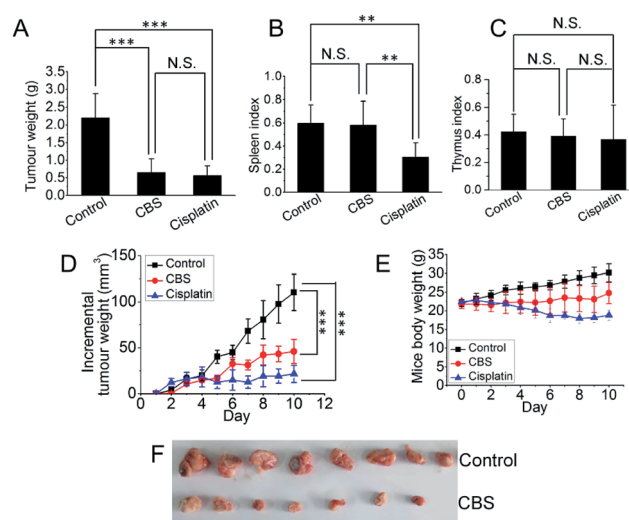 A
***
***
N.S.
Tumour weight (g)
2.5
2.0
1.5
1.0
0.5
0.0
Control
CBS
Cisplatin
B
**
N.S.
**
Spleen index
1.0
0.8
0.6
0.4
0.2
0.0
Control
CBS
Cisplatin
C
N.S.
N.S.
N.S.
Thymus index
0.8
0.6
0.4
0.2
0.0
Control
CBS
Cisplatin
D
Incremental
tumour weight (mm³)
150
100
50
0
Control
CBS
Cisplatin
***
***
0 2 4 6 8 10 12
Day
E
Mice body weight (g)
35
30
25
20
15
10
5
0
Control
CBS
Cisplatin
0 2 4 6 8 10
Day
F
Control
CBS